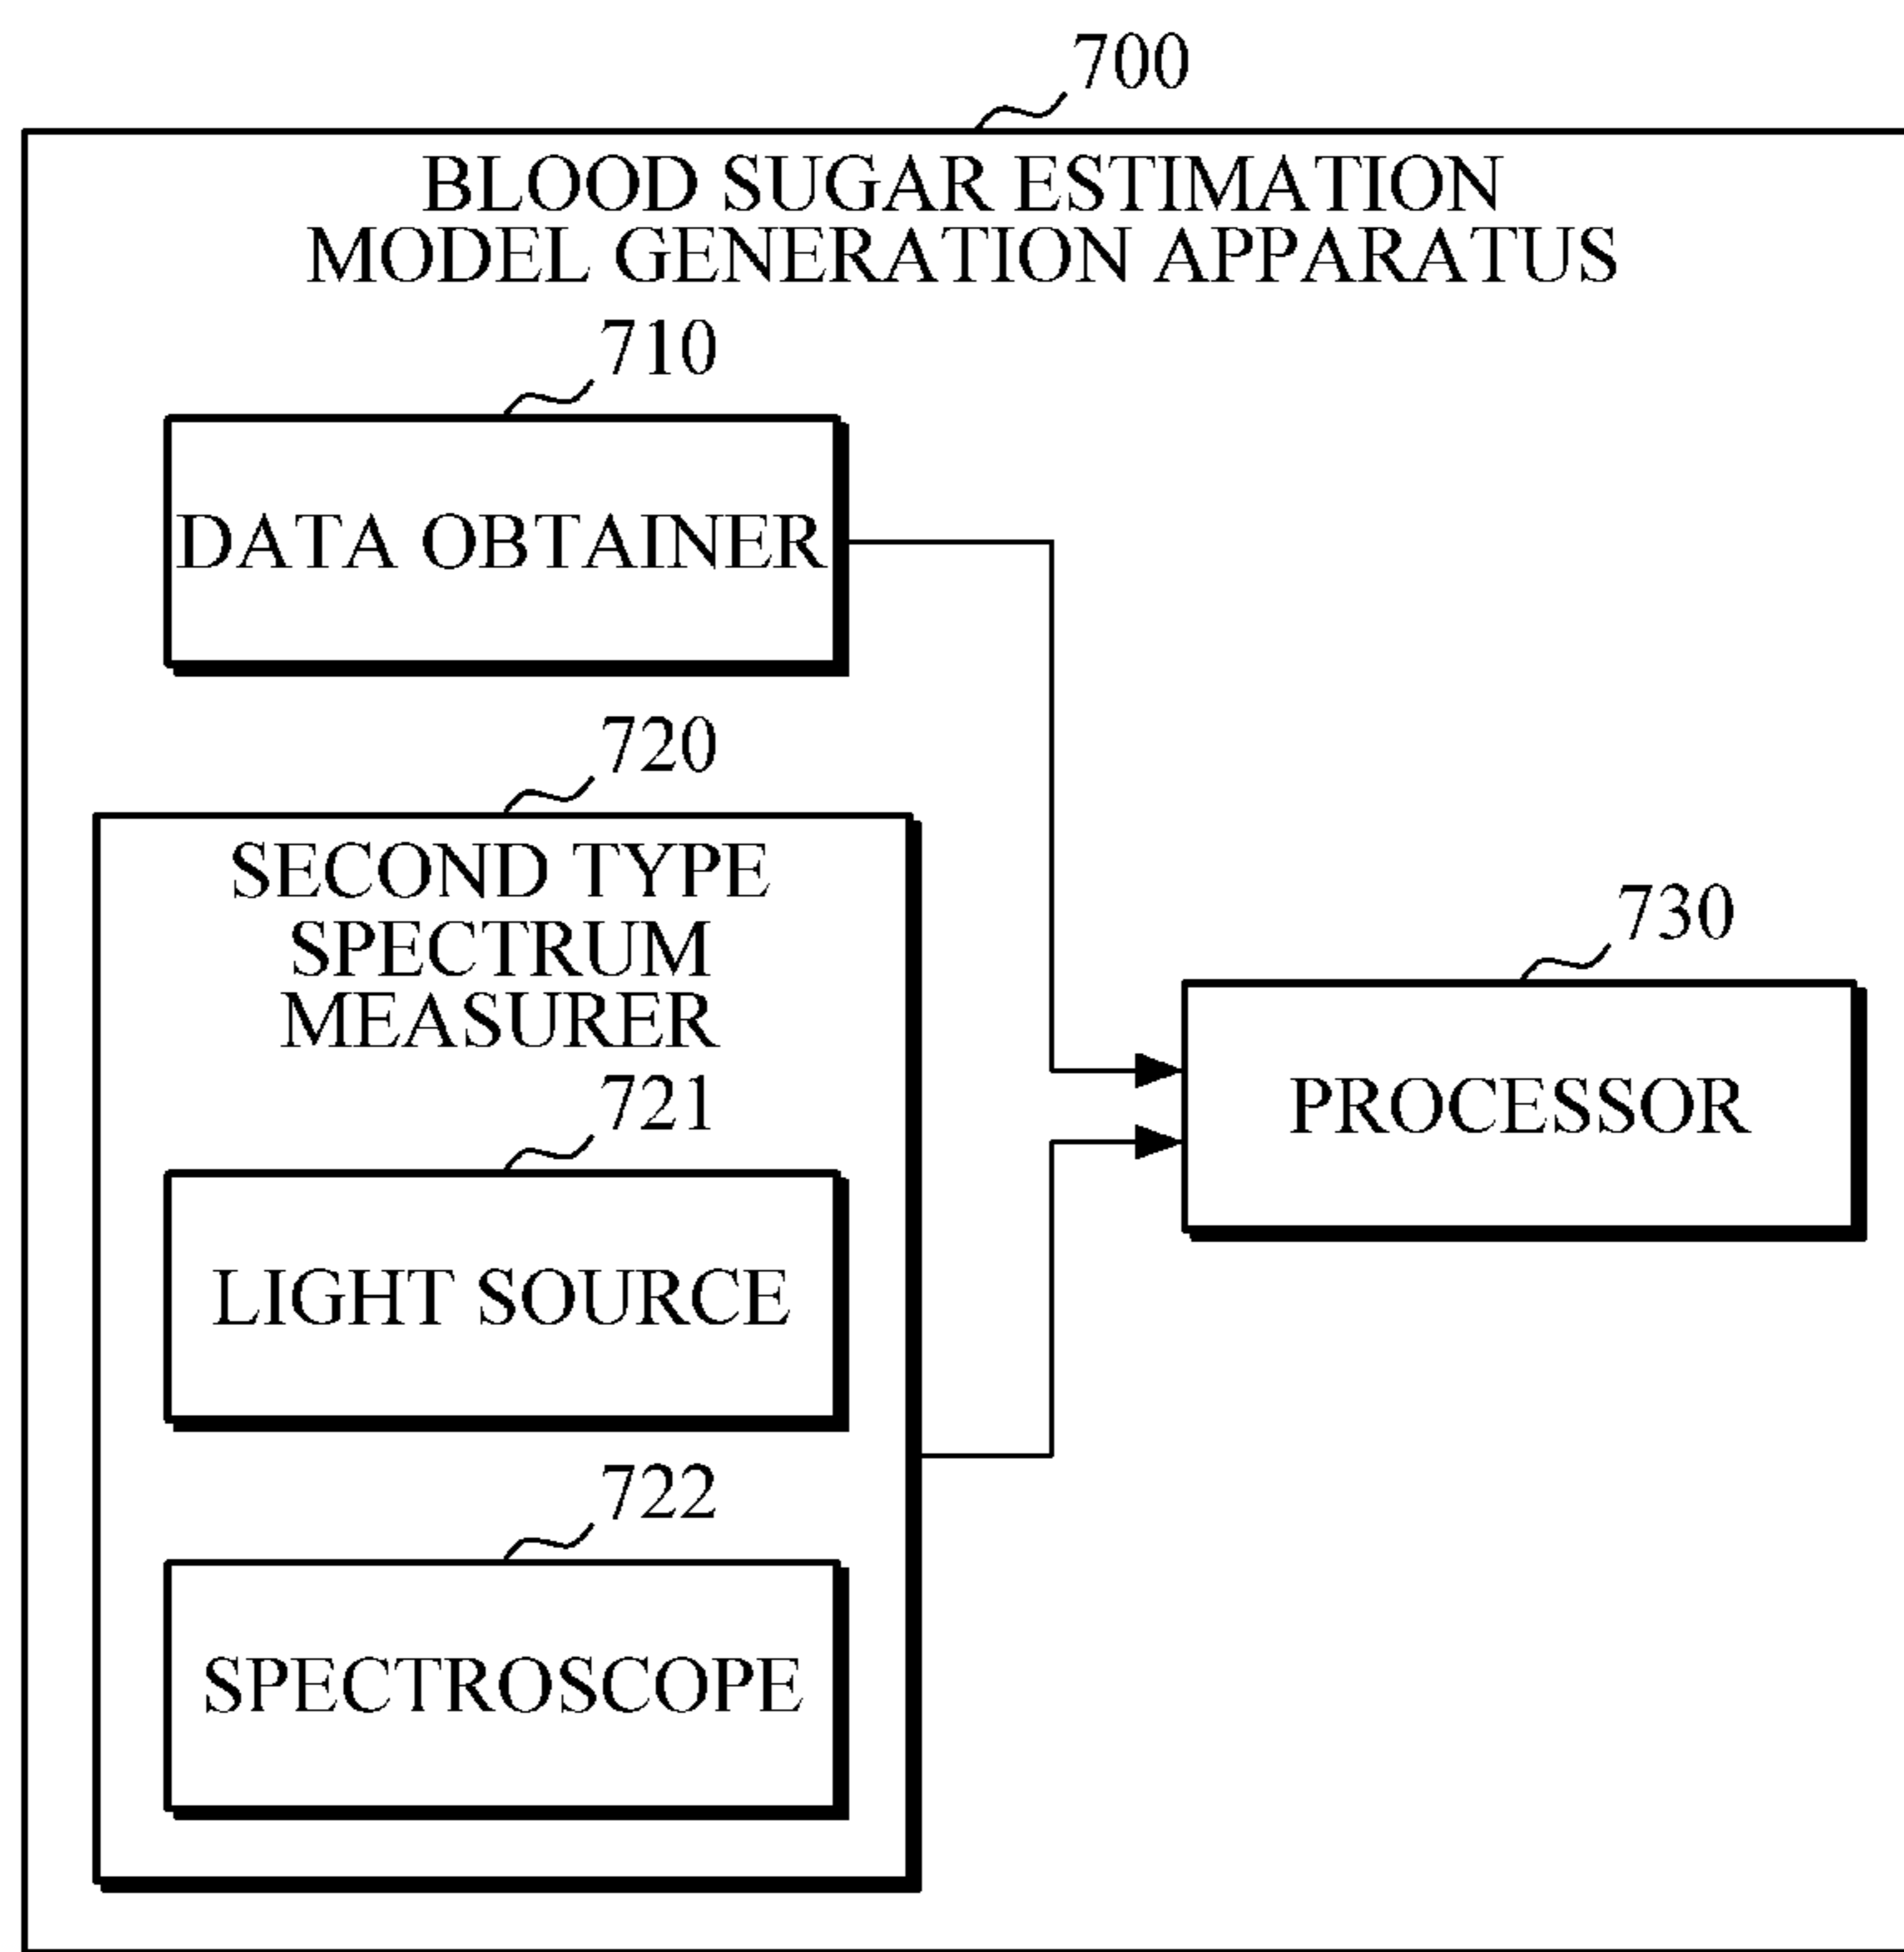 700
BLOOD SUGAR ESTIMATION
MODEL GENERATION APPARATUS
710
DATA OBTAINER
720
SECOND TYPE
SPECTRUM
MEASURER
721
LIGHT SOURCE
722
SPECTROSCOPE
730
PROCESSOR